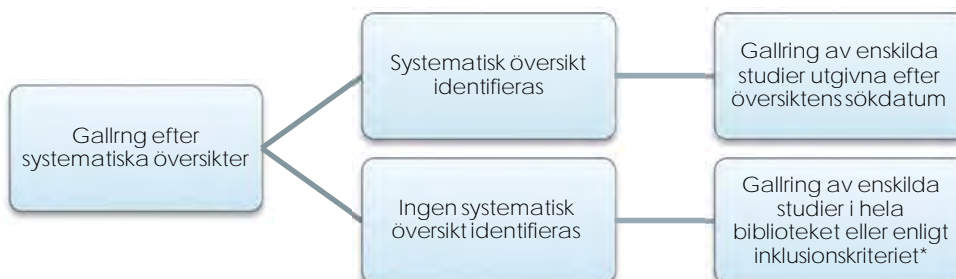 Gallrng efter
systematiska översikter
Systematisk översikt
identifieras
Gallring av enskilda
studier utgivna efter
översiktens sökdatum
Ingen systematisk
översikt identifieras
Gallring av enskilda
studier i hela
biblioteket eller enligt
inklusionskriteriet*